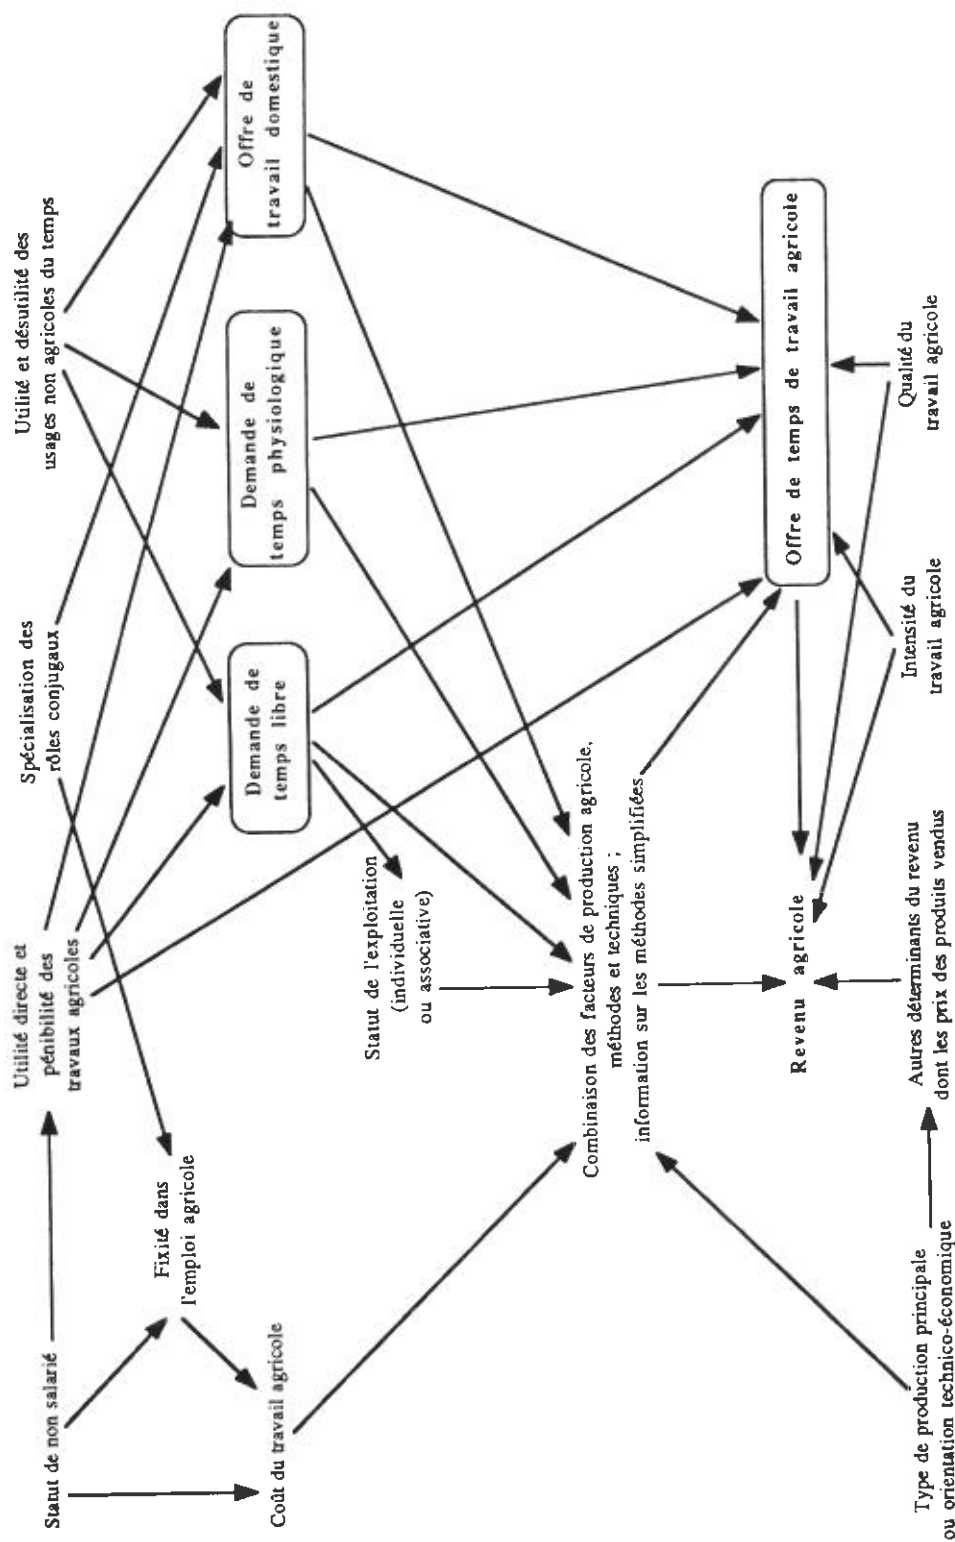 Statut de non salarié
Utilité directe et
pénibilité des
travaux agricoles
Spécialisation des
rôles conjugaux
Utilité et désutilité des
usages non agricoles du temps
Fixité dans
l'emploi agricole
Coût du travail agricole
Demande de
temps libre
Demande de
temps physiologique
Offre de
travail domestique
Statut de l'exploitation
(individuelle
ou associative)
Combinaison des facteurs de production agricole,
méthodes et techniques ;
information sur les méthodes simplifiées
Revenu agricole
Offre de temps de travail agricole
Type de production principale
ou orientation technico-économique
Autres déterminants du revenu
dont les prix des produits vendus
Intensité du
travail agricole
Qualité du
travail agricole